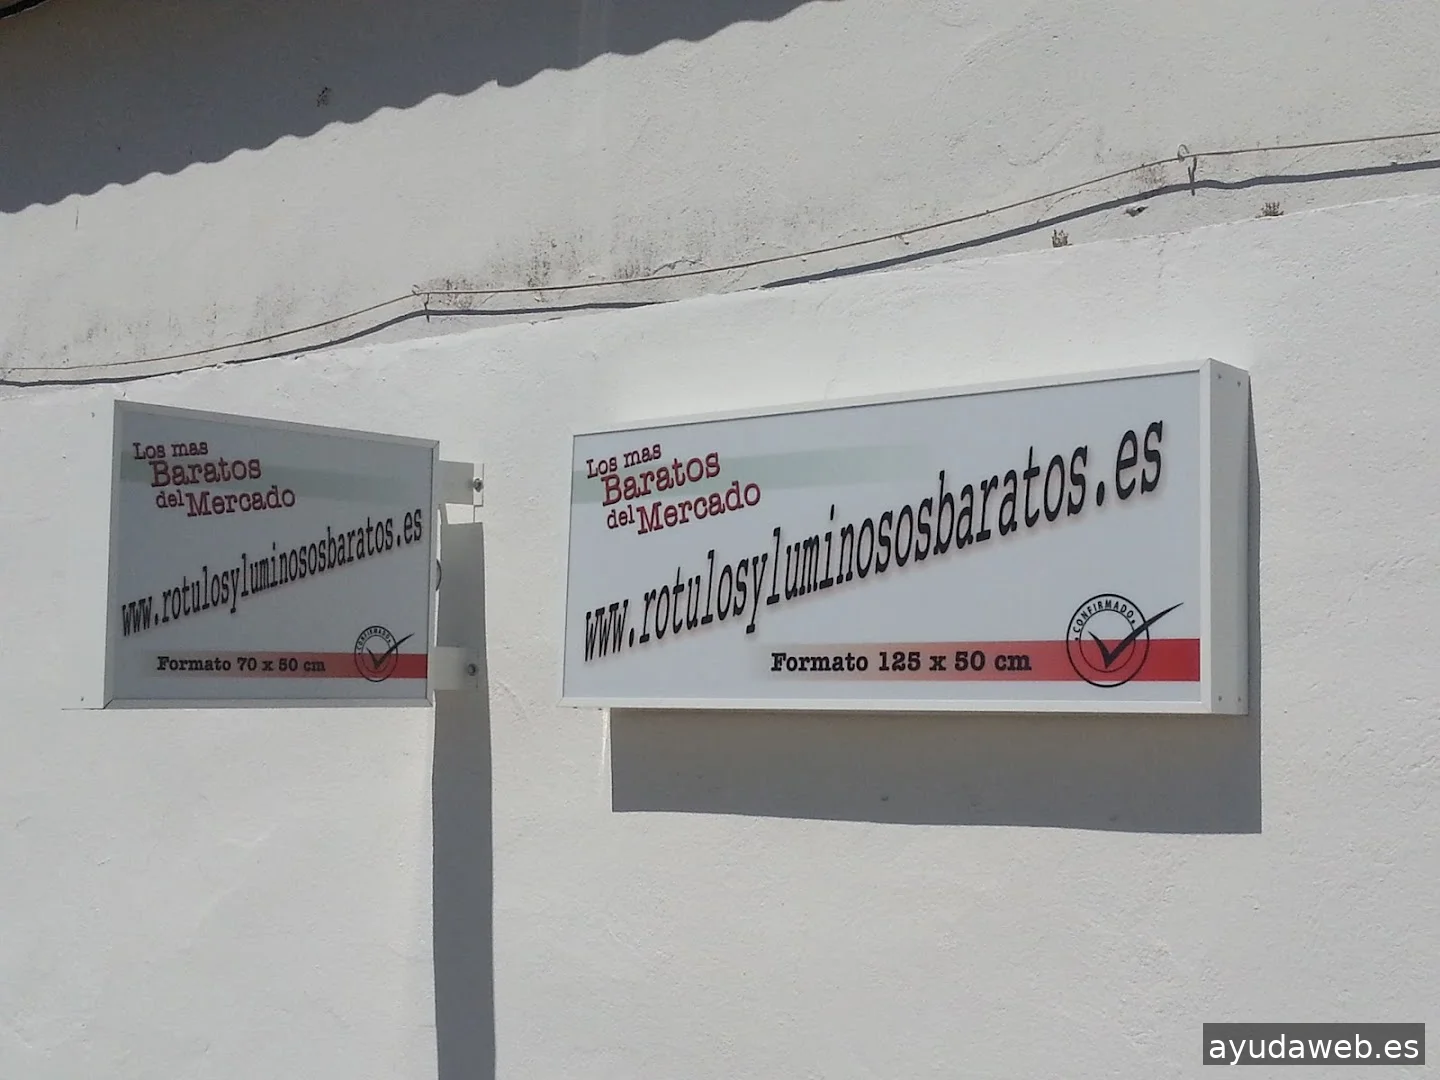 Los mas
Baratos
del Mercado
www.rotulosyluminososbaratos.es
Formato 70 x 50 cm
CONFIRMADO
Los mas
Baratos
del Mercado
www.rotulosyluminososbaratos.es
Formato 125 x 50 cm
CONFIRMADO
ayudaweb.es